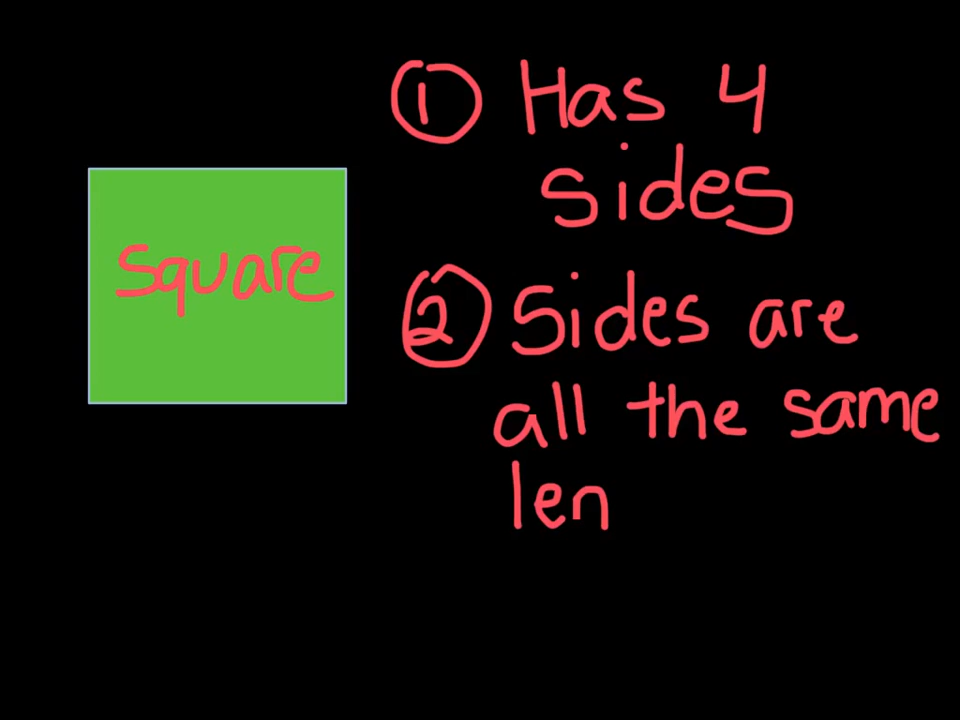 Square
① Has 4
sides
② Sides are
all the same
len